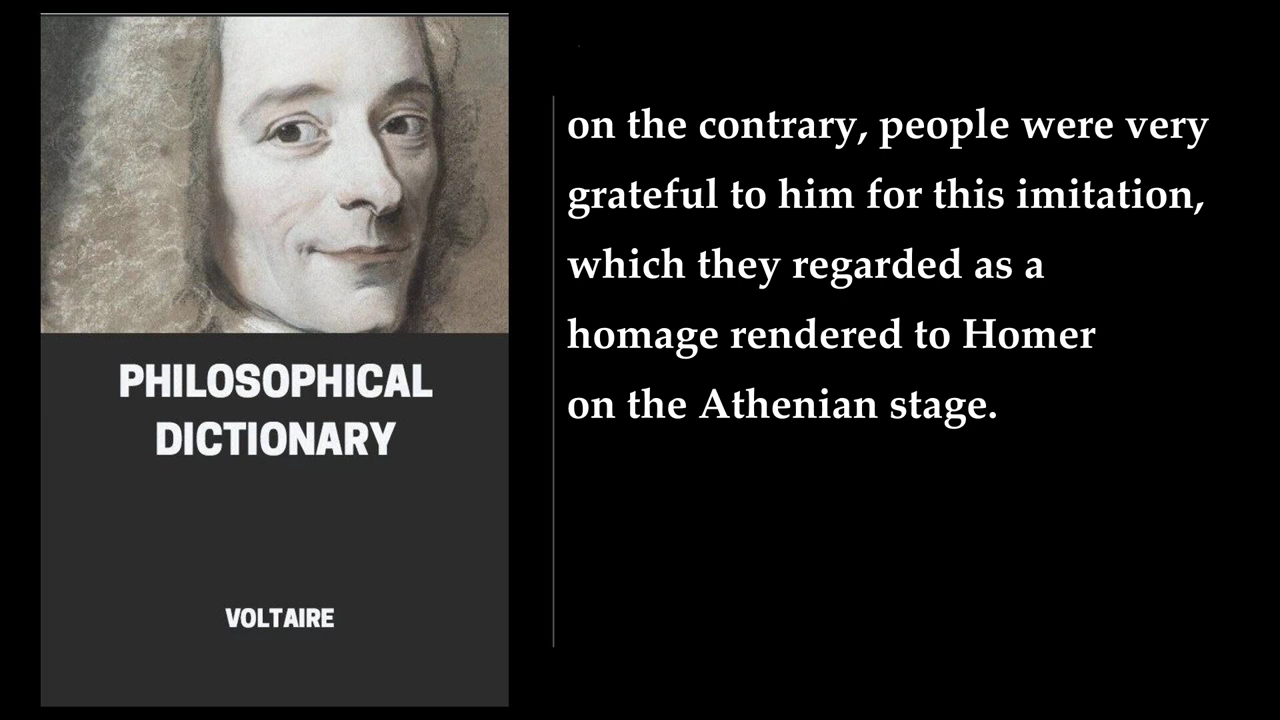 PHILOSOPHICAL
DICTIONARY
VOLTAIRE
on the contrary, people were very
grateful to him for this imitation,
which they regarded as a
homage rendered to Homer
on the Athenian stage.